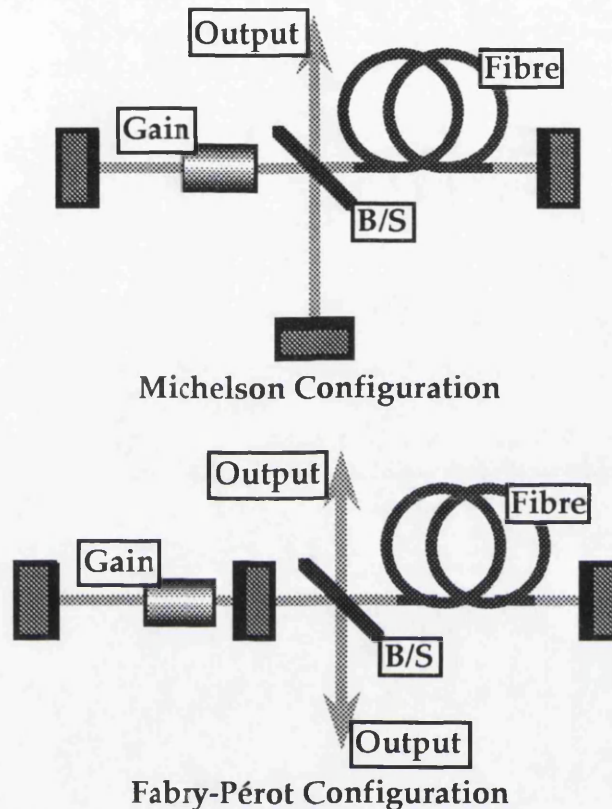 Output
Fibre
Gain
B/S
Michelson Configuration
Output
Fibre
Gain
B/S
Output
Fabry-Pérot Configuration